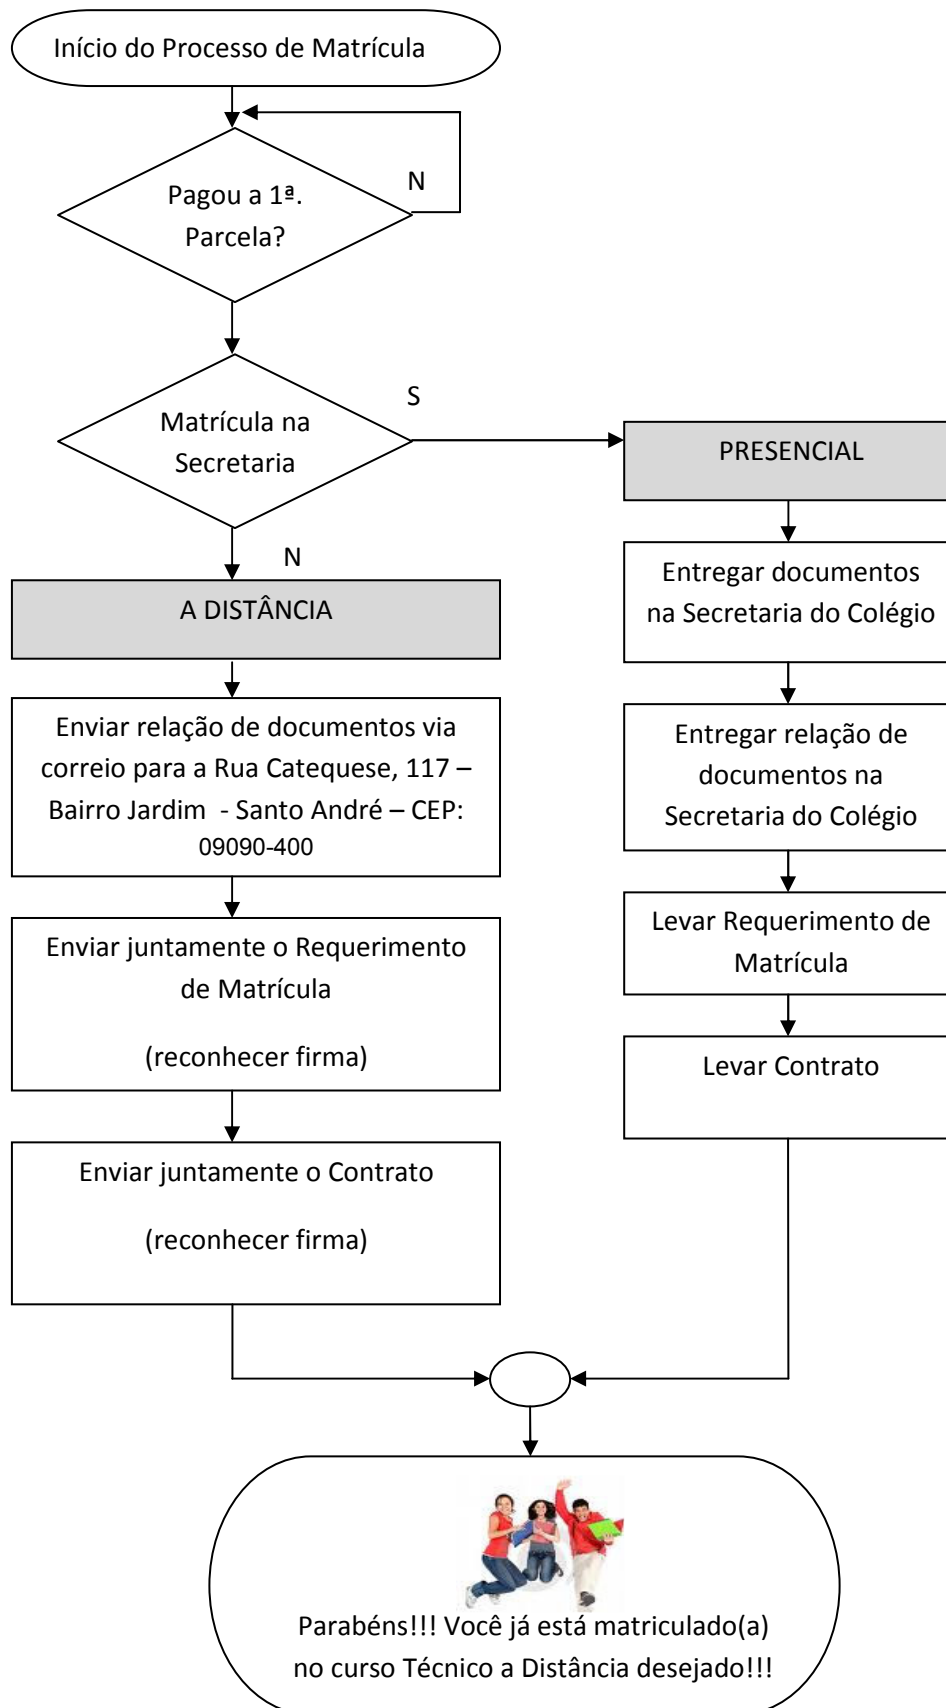 Início do Processo de Matrícula
N
Pagou a 1ª.
Parcela?
S
Matrícula na
Secretaria
N
PRESENCIAL
Entregar documentos
na Secretaria do Colégio
Entregar relação de
documentos na
Secretaria do Colégio
Levar Requerimento de
Matrícula
Levar Contrato
A DISTÂNCIA
Enviar relação de documentos via
correio para a Rua Catequese, 117 –
Bairro Jardim - Santo André – CEP:
09090-400
Enviar juntamente o Requerimento
de Matrícula
(reconhecer firma)
Enviar juntamente o Contrato
(reconhecer firma)
Parabéns!!! Você já está matriculado(a)
no curso Técnico a Distância desejado!!!